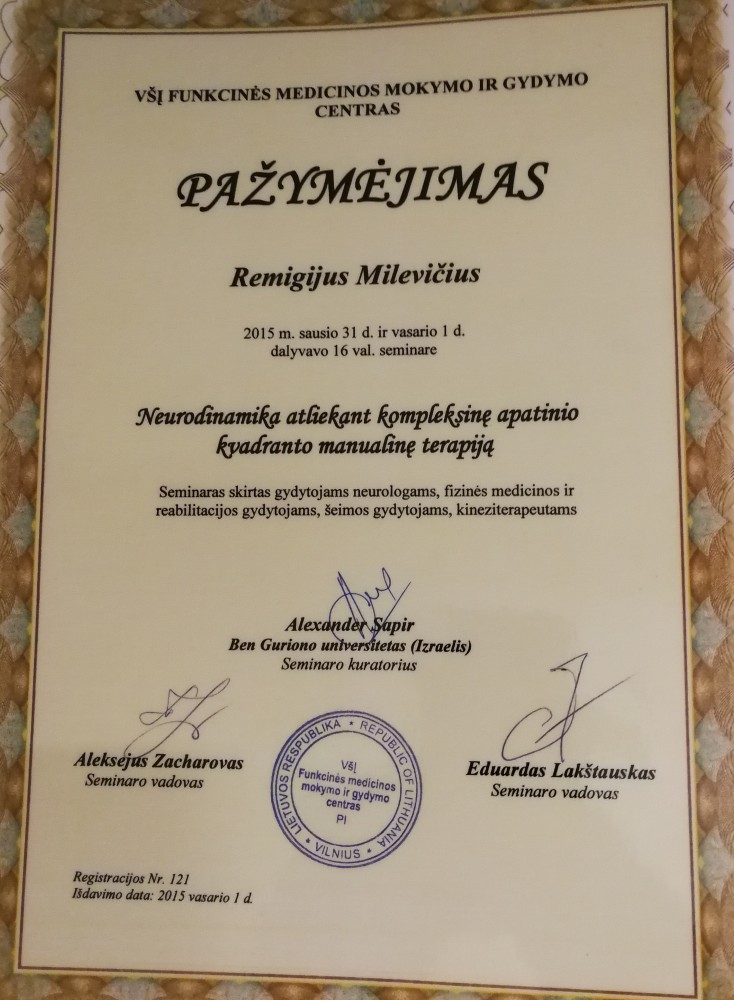 VŠĮ FUNKCINĖS MEDICINOS MOKYMO IR GYDYMO
CENTRAS
PAŽYMĖJIMAS
Remigijus Milevičius
2015 m. sausio 31 d. ir vasario 1 d.
dalyvavo 16 val. seminare
Neurodinamika atliekant kompleksinę apatinio
kvadranto manualinę terapiją
Seminaras skirtas gydytojams neurologams, fizinės medicinos ir
reabilitacijos gydytojams, šeimos gydytojams, kineziterapeutams
Alexander Sapir
Ben Guriono universitetas (Izraelis)
Seminaro kuratorius
Aleksejus Zacharovas
Seminaro vadovas
Eduardas Lakštauskas
Seminaro vadovas
LIETUVOS RESPUBLIKA * REPUBLIC OF LITHUANIA
* VILNIUS *
VšĮ
Funkcinės medicinos
mokymo ir gydymo
centras
PI
Registracijos Nr. 121
Išdavimo data: 2015 vasario 1 d.